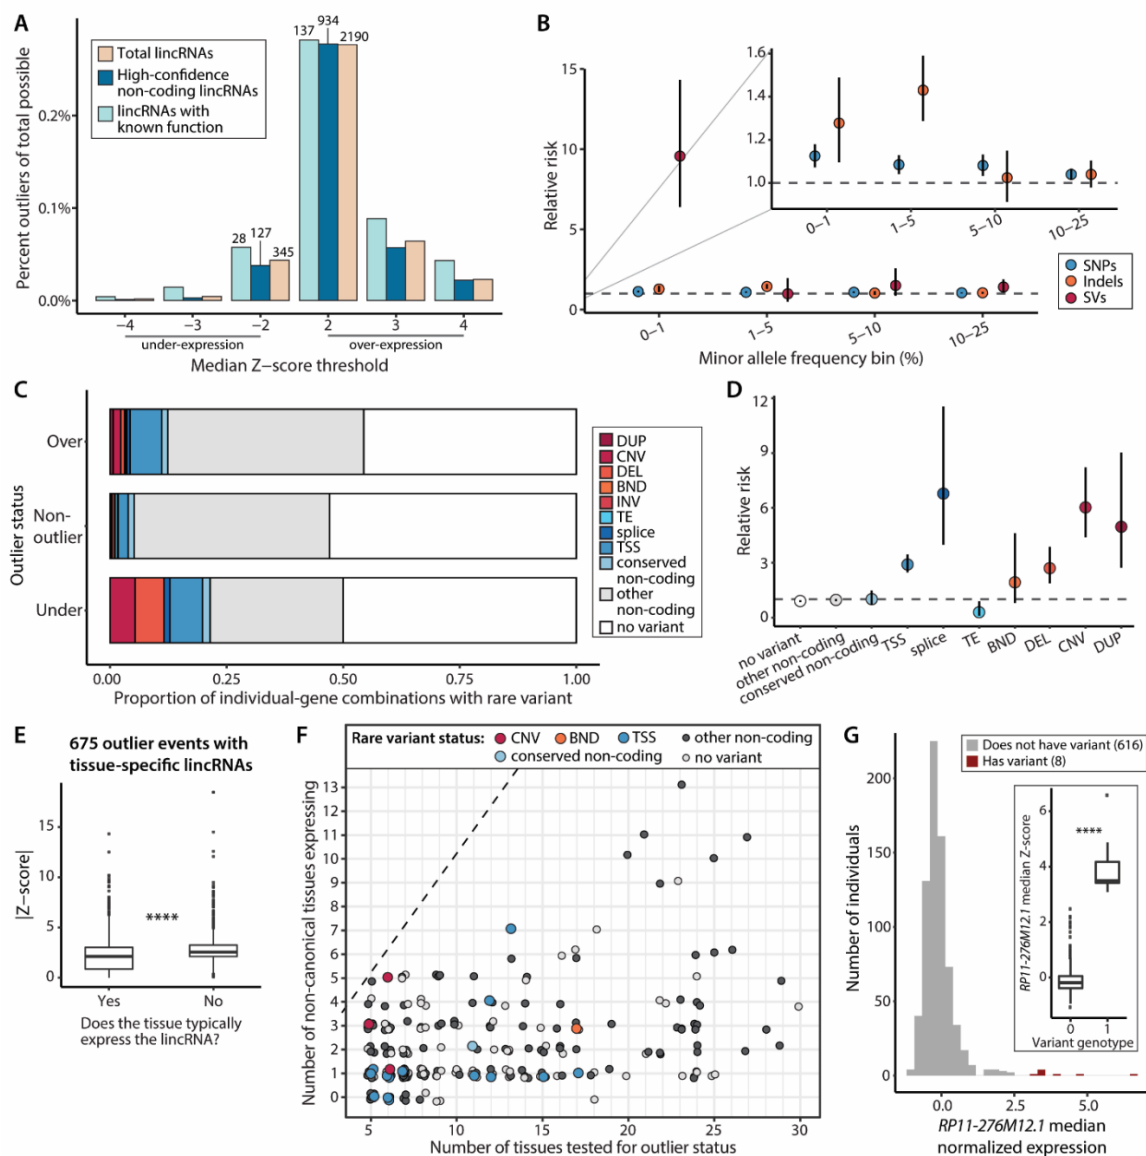 A
Percent outliers of total possible
0.2%
0.1%
0.0%
Total lincRNAs
High-confidence
non-coding lincRNAs
lincRNAs with
known function
28
127
345
137
934
2190
−4
−3
−2
2
3
4
under-expression
over-expression
Median Z−score threshold
B
Relative risk
15
10
5
0
1.6
1.4
1.2
1.0
0−1
1−5
5−10
10−25
SNPs
Indels
SVs
0−1
1−5
5−10
10−25
Minor allele frequency bin (%)
C
Outlier status
Over
Non-
outlier
Under
0.00
0.25
0.50
0.75
1.00
Proportion of individual-gene combinations with rare variant
DUP
CNV
DEL
BND
INV
TE
splice
TSS
conserved
non-coding
other
non-coding
no variant
D
Relative risk
12
9
6
3
0
no variant
other non-coding
conserved non-coding
TSS
splice
TE
BND
DEL
CNV
DUP
E
675 outlier events with
tissue-specific lincRNAs
|Z−score|
15
10
5
0
****
Yes
No
Does the tissue typically
express the lincRNA?
F
Rare variant status:
CNV
BND
TSS
other non-coding
conserved non-coding
no variant
Number of non-canonical tissues expressing
13
12
11
10
9
8
7
6
5
4
3
2
1
0
5
10
15
20
25
30
Number of tissues tested for outlier status
G
Does not have variant (616)
Has variant (8)
Number of individuals
200
150
100
50
0
RP11-276M12.1 median Z-score
6
4
2
0
****
0
1
Variant genotype
0.0
2.5
5.0
RP11-276M12.1 median
normalized expression